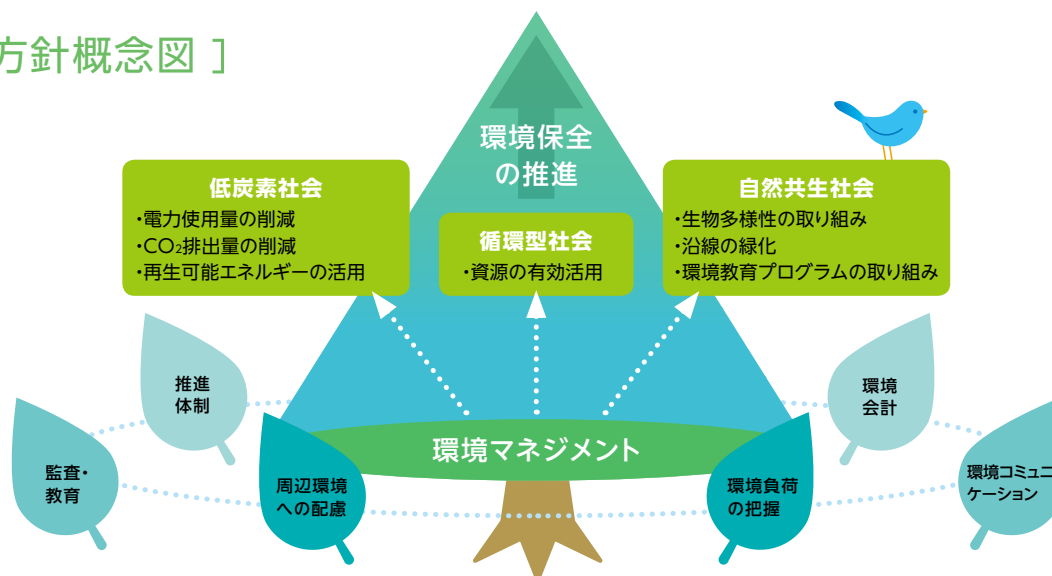 方針概念図 ]
環境保全
の推進
低炭素社会
・電力使用量の削減
・CO₂排出量の削減
・再生可能エネルギーの活用
循環型社会
・資源の有効活用
自然共生社会
・生物多様性の取り組み
・沿線の緑化
・環境教育プログラムの取り組み
推進
体制
環境
会計
環境マネジメント
監査・
教育
周辺環境
への配慮
環境負荷
の把握
環境コミュニ
ケーション